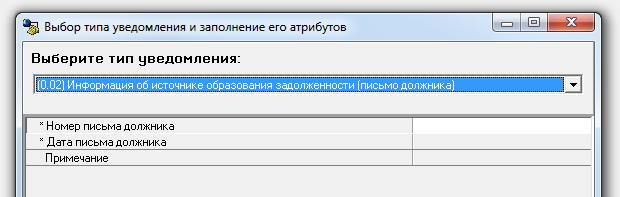 Выбор типа уведомления и заполнение его атрибутов
Выберите тип уведомления:
(0.02) Информация об источнике образования задолженности (письмо должника)
* Номер письма должника
* Дата письма должника
Примечание